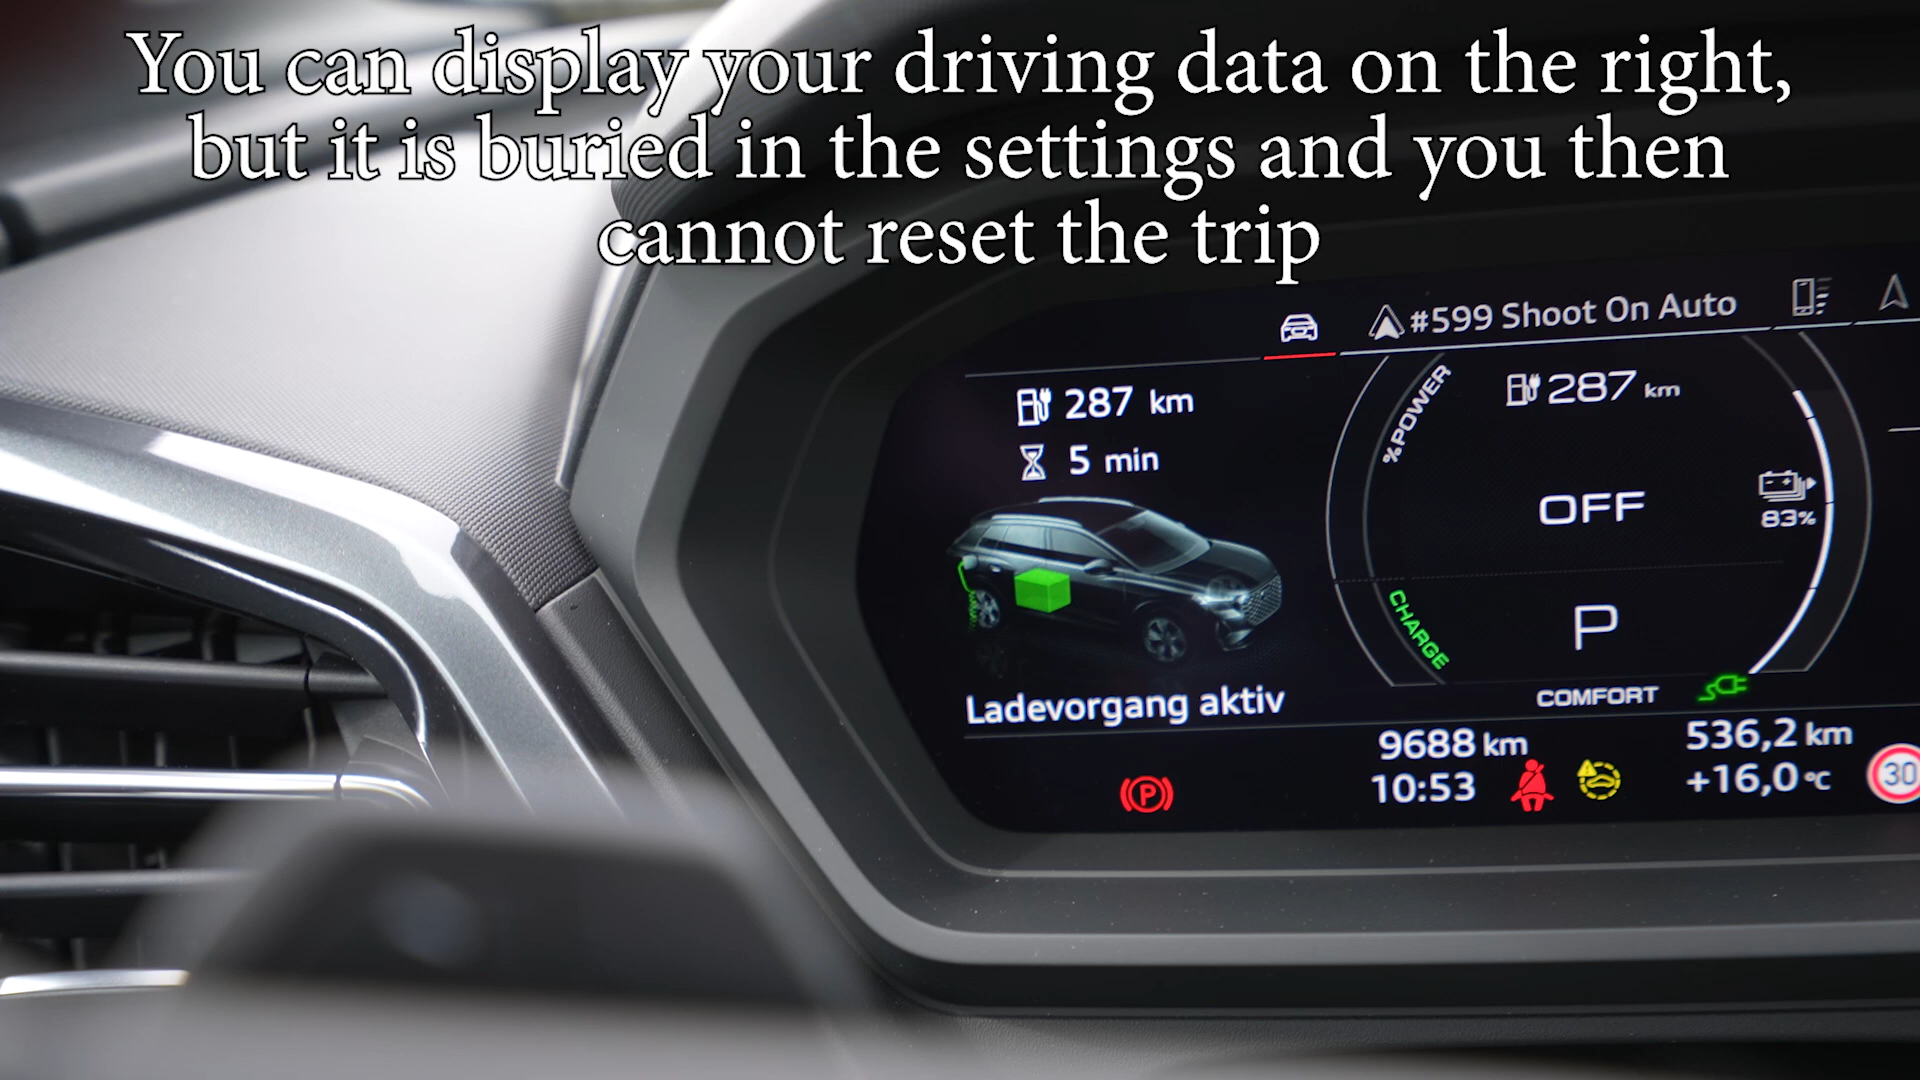 You can display your driving data on the right,
but it is buried in the settings and you then
cannot reset the trip
#599 Shoot On Auto
287 km
5 min
%POWER
287 km
OFF
83%
CHARGE
P
Ladevorgang aktiv
COMFORT
9688 km
536,2 km
P
10:53
+16,0 °C
30